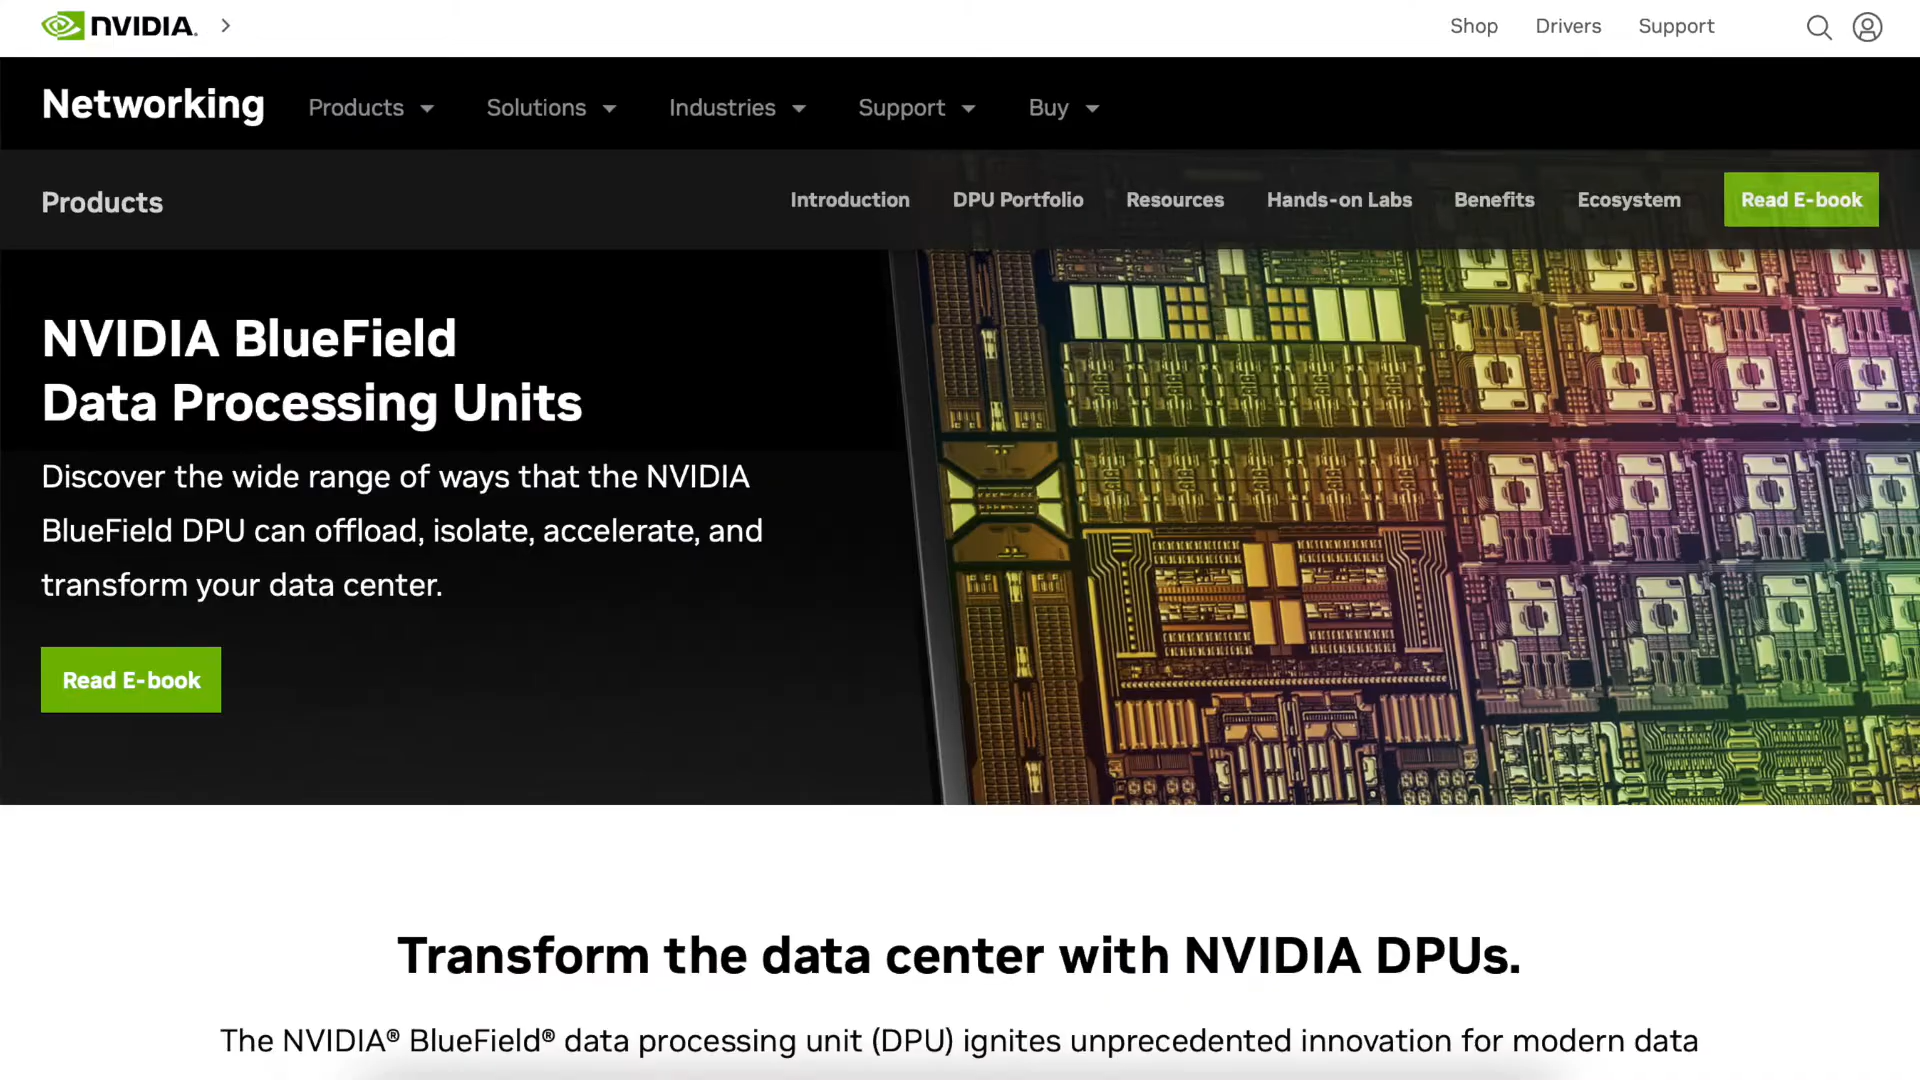 NVIDIA.
Shop Drivers Support
Networking Products Solutions Industries Support Buy
Products Introduction DPU Portfolio Resources Hands-on Labs Benefits Ecosystem Read E-book
NVIDIA BlueField
Data Processing Units
Discover the wide range of ways that the NVIDIA
BlueField DPU can offload, isolate, accelerate, and
transform your data center.
Read E-book
Transform the data center with NVIDIA DPUs.
The NVIDIA® BlueField® data processing unit (DPU) ignites unprecedented innovation for modern data